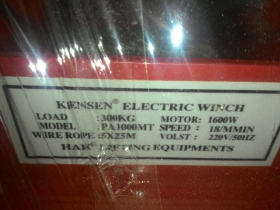 KENSEN® ELECTRIC WINCH
LOAD : 300KG MOTOR: 1600W
MODEL : PA1000MT SPEED : 18/MMIN
WIRE ROPE : 5X25M VOLST : 220V/50HZ
LIFTING EQUIPMENTS